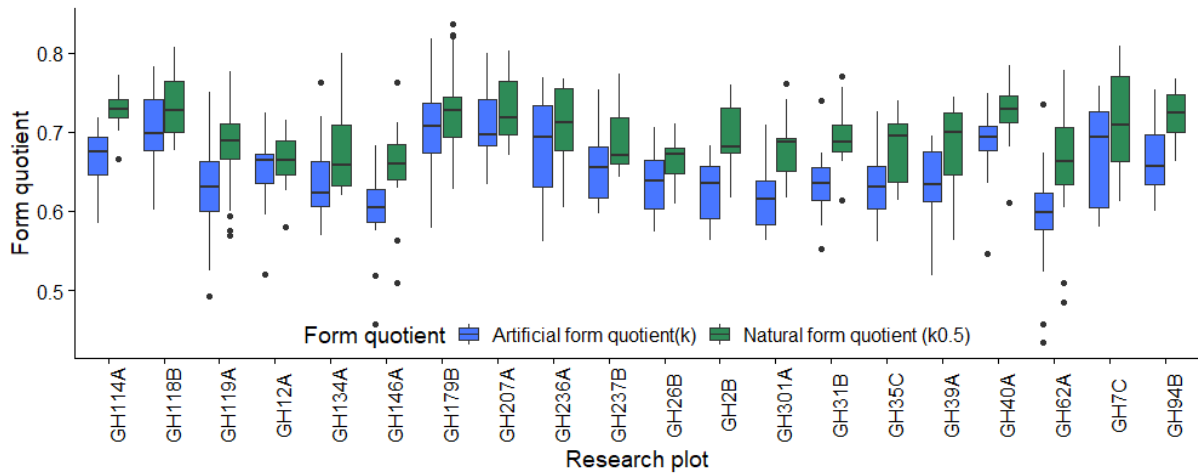 0.8
0.7
0.6
0.5
Form quotient
Form quotient Artificial form quotient(k) Natural form quotient (k0.5)
GH114A
GH118B
GH119A
GH12A
GH134A
GH146A
GH179B
GH207A
GH236A
GH237B
GH26B
GH2B
GH301A
GH31B
GH35C
GH39A
GH40A
GH62A
GH7C
GH94B
Research plot